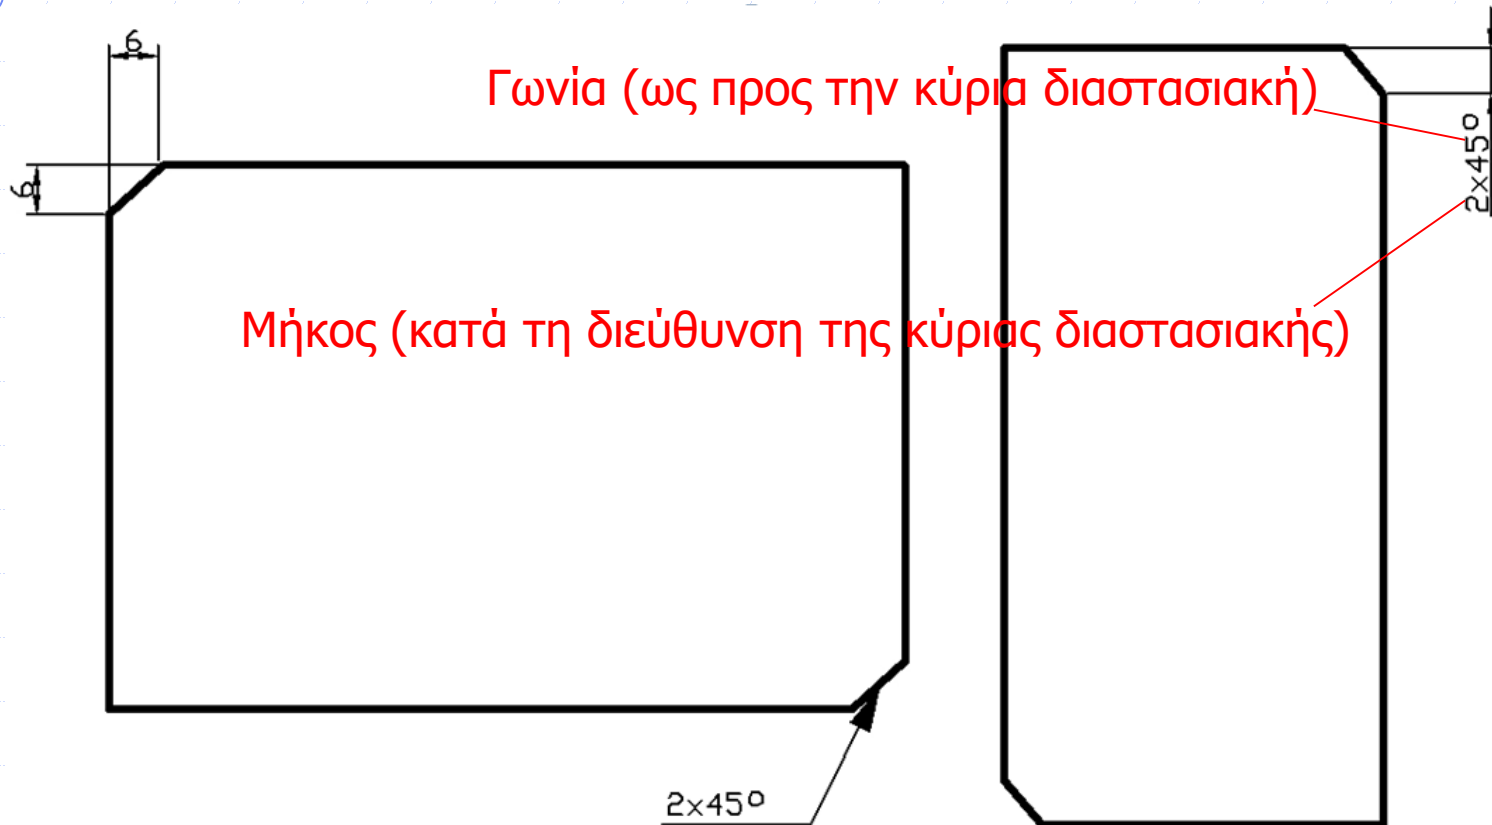 6
Γωνία (ως προς την κύρια διαστασιακή)
2x45°
6
Μήκος (κατά τη διεύθυνση της κύριας διαστασιακής)
2x45°